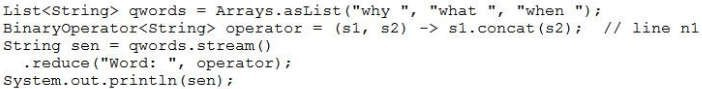 List<String> qwords = Arrays.asList("why ", "what ", "when ");
BinaryOperator<String> operator = (s1, s2) -> s1.concat(s2);  // line n1
String sen = qwords.stream()
  .reduce("Word: ", operator);
System.out.println(sen);